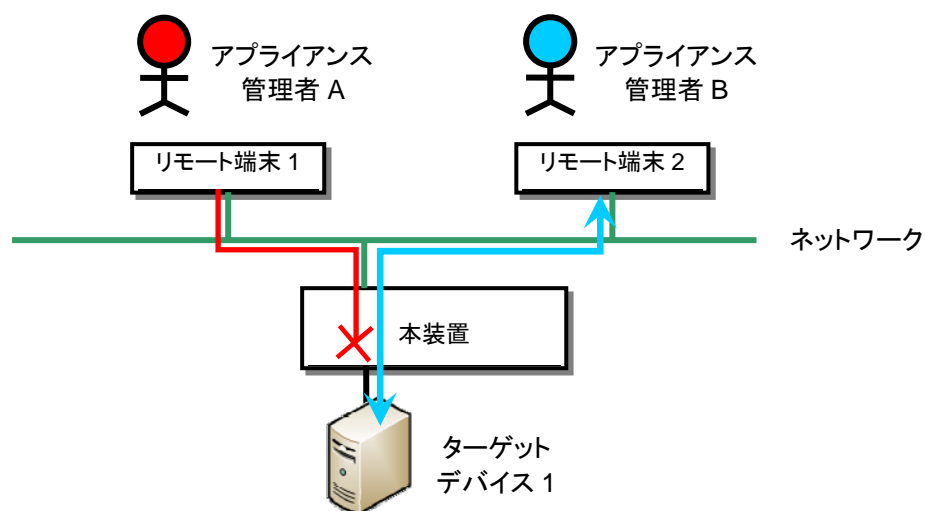 アプライアンス
管理者 A
アプライアンス
管理者 B
リモート端末 1
リモート端末 2
ネットワーク
本装置
ターゲット
デバイス 1